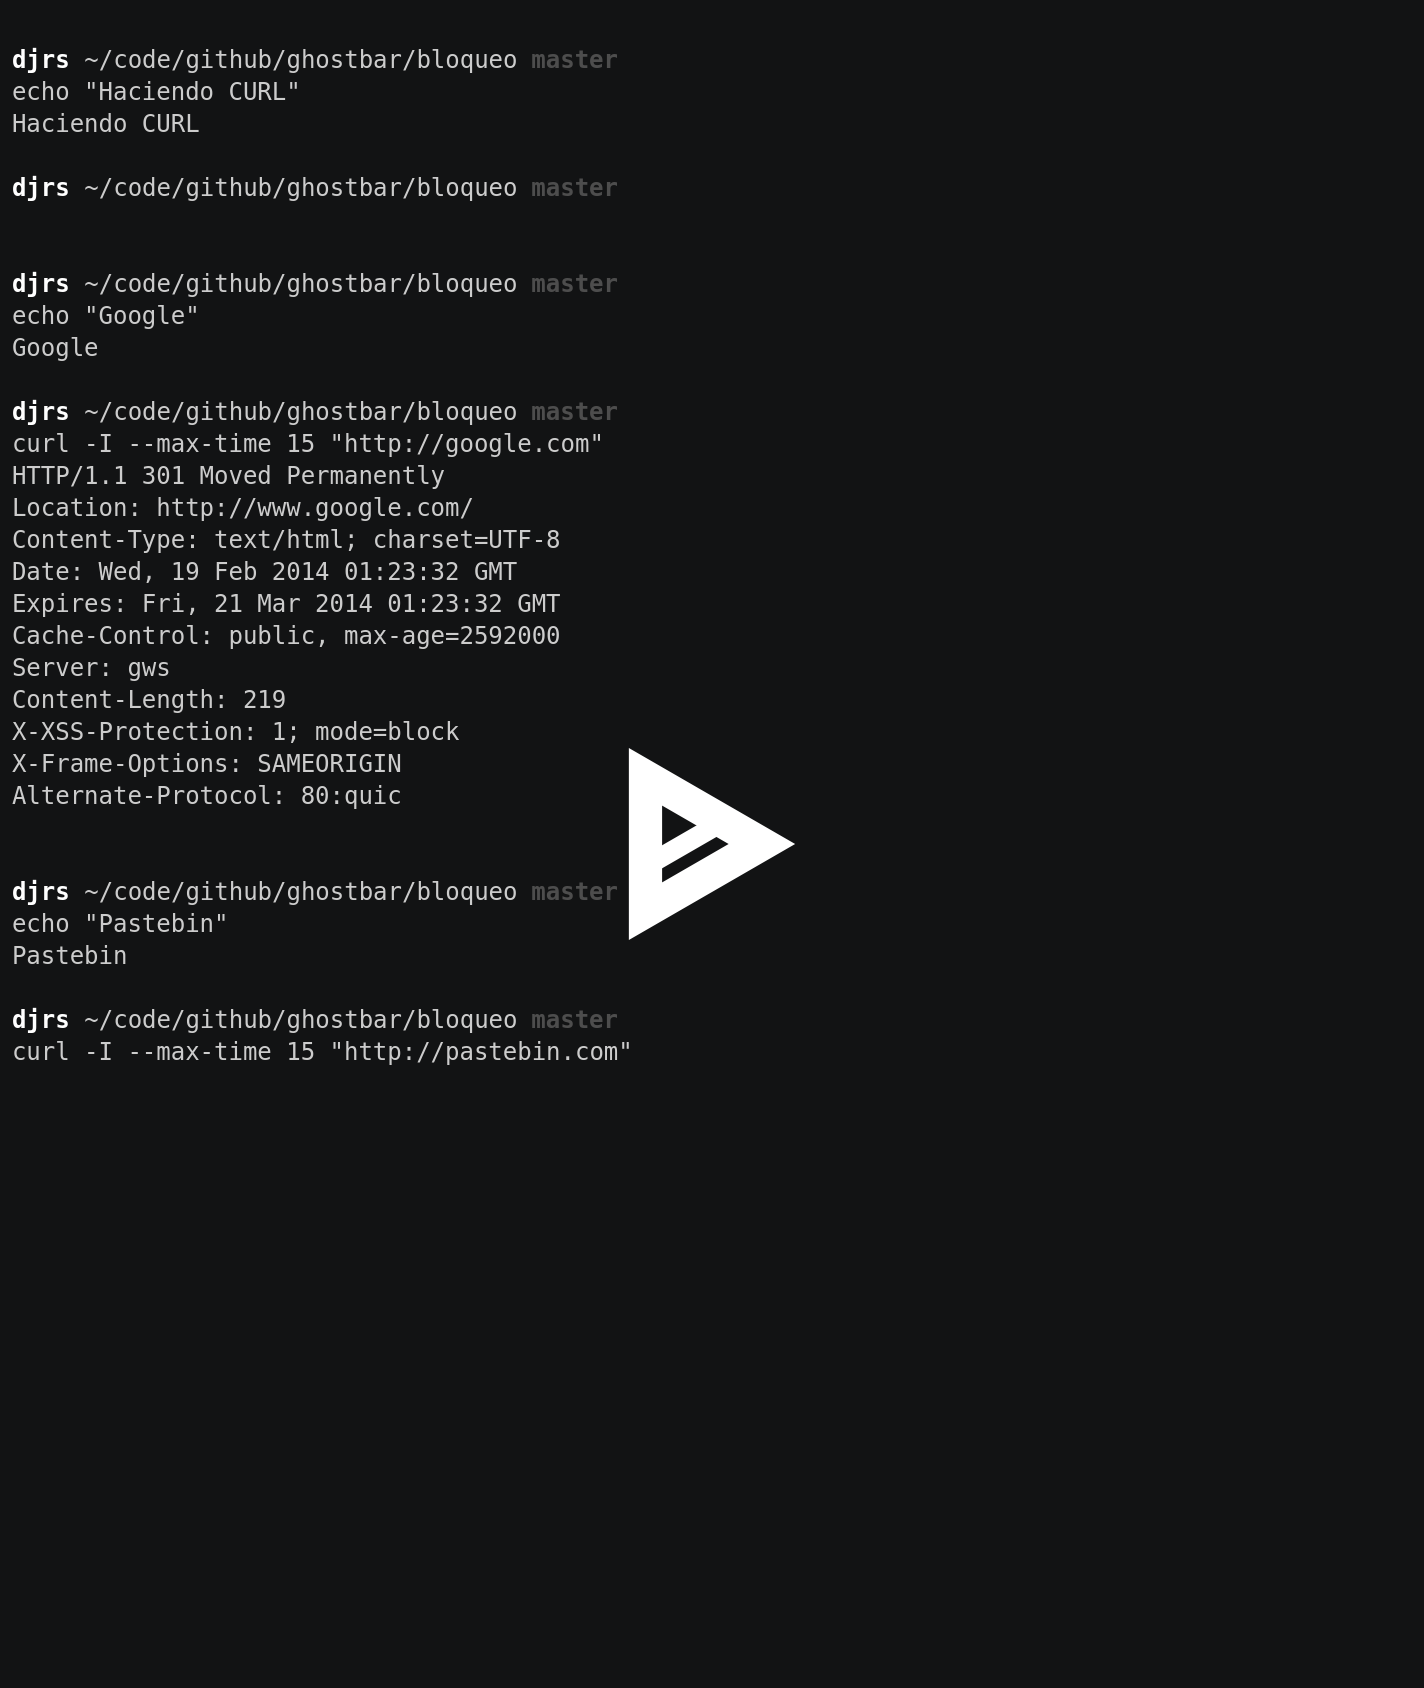 djrs ~/code/github/ghostbar/bloqueo master
echo "Haciendo CURL"
Haciendo CURL
djrs ~/code/github/ghostbar/bloqueo master
djrs ~/code/github/ghostbar/bloqueo master
echo "Google"
Google
djrs ~/code/github/ghostbar/bloqueo master
curl -I --max-time 15 "http://google.com"
HTTP/1.1 301 Moved Permanently
Location: http://www.google.com/
Content-Type: text/html; charset=UTF-8
Date: Wed, 19 Feb 2014 01:23:32 GMT
Expires: Fri, 21 Mar 2014 01:23:32 GMT
Cache-Control: public, max-age=2592000
Server: gws
Content-Length: 219
X-XSS-Protection: 1; mode=block
X-Frame-Options: SAMEORIGIN
Alternate-Protocol: 80:quic
djrs ~/code/github/ghostbar/bloqueo master
echo "Pastebin"
Pastebin
djrs ~/code/github/ghostbar/bloqueo master
curl -I --max-time 15 "http://pastebin.com"